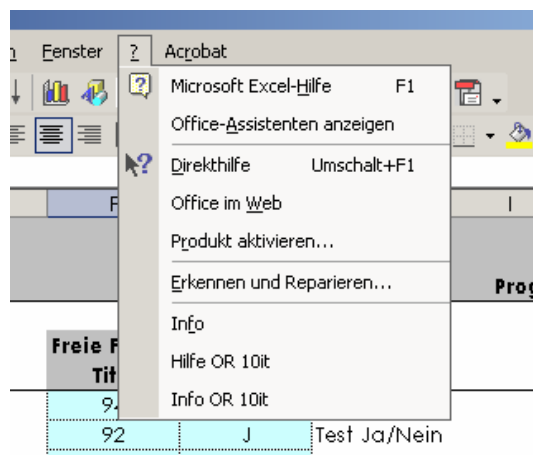 Fenster ? Acrobat
Microsoft Excel-Hilfe F1
Office-Assistenten anzeigen
Direkthilfe Umschalt+F1
Office im Web
Produkt aktivieren...
Erkennen und Reparieren...
Info
Hilfe OR 10it
Info OR 10it
F I
Prog
Freie F
Tit
94
92 J Test Ja/Nein